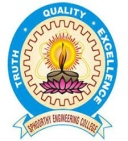 TRUTH QUALITY EXCELLENCE
SPHOORTHY ENGINEERING COLLEGE